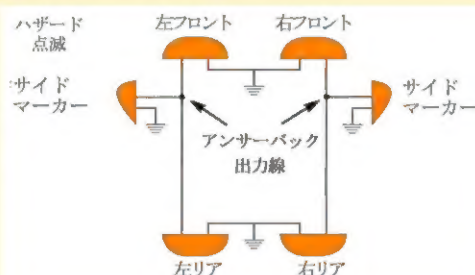 ハザード
点滅
左フロント
右フロント
サイド
マーカー
サイド
マーカー
アンサーバック
出力線
左リア
右リア